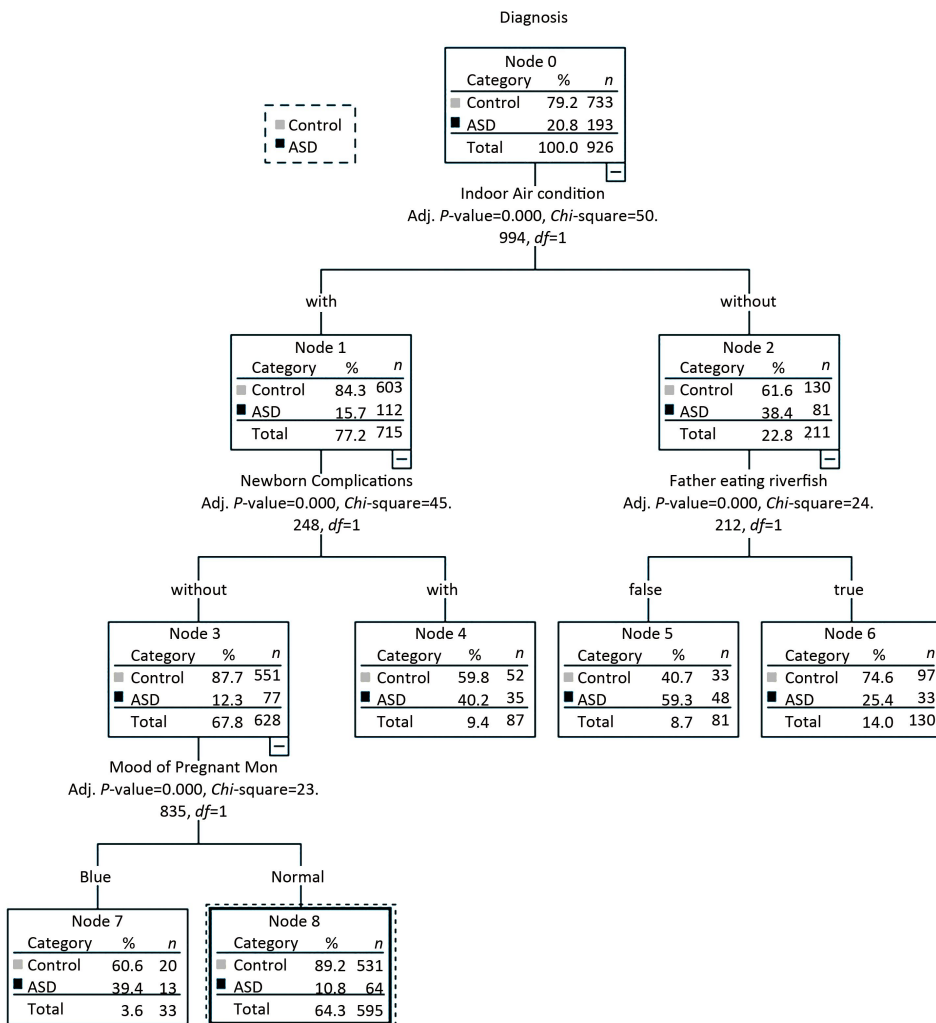 Diagnosis
Node 0
Category % n
Control 79.2 733
ASD 20.8 193
Total 100.0 926
Control
ASD
Indoor Air condition
Adj. P-value=0.000, Chi-square=50.
994, df=1
with
without
Node 1
Category % n
Control 84.3 603
ASD 15.7 112
Total 77.2 715
Node 2
Category % n
Control 61.6 130
ASD 38.4 81
Total 22.8 211
Newborn Complications
Adj. P-value=0.000, Chi-square=45.
248, df=1
Father eating riverfish
Adj. P-value=0.000, Chi-square=24.
212, df=1
without
with
false
true
Node 3
Category % n
Control 87.7 551
ASD 12.3 77
Total 67.8 628
Node 4
Category % n
Control 59.8 52
ASD 40.2 35
Total 9.4 87
Node 5
Category % n
Control 40.7 33
ASD 59.3 48
Total 8.7 81
Node 6
Category % n
Control 74.6 97
ASD 25.4 33
Total 14.0 130
Mood of Pregnant Mon
Adj. P-value=0.000, Chi-square=23.
835, df=1
Blue
Normal
Node 7
Category % n
Control 60.6 20
ASD 39.4 13
Total 3.6 33
Node 8
Category % n
Control 89.2 531
ASD 10.8 64
Total 64.3 595